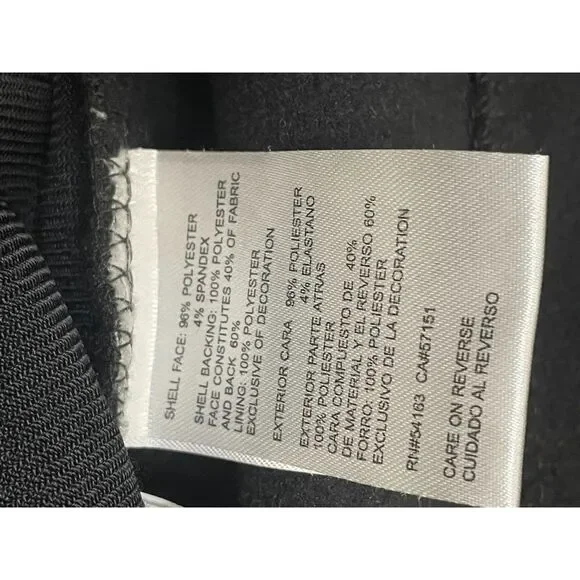 SHELL FACE: 96% POLYESTER
4% SPANDEX
SHELL BACKING: 100% POLYESTER
FACE CONSTITUTES 40% OF FABRIC
AND BACK 60%
LINING: 100% POLYESTER
EXCLUSIVE OF DECORATION
EXTERIOR CARA 96% POLIESTER
4% ELASTANO
EXTERIOR PARTE ATRAS
100% POLIESTER
CARA COMPUESTO DE 40%
DE MATERIAL Y EL REVERSO 60%
FORRO: 100% POLIESTER
EXCLUSIVO DE LA DECORATION
RN#54163 CA#57151
CARE ON REVERSE
CUIDADO AL REVERSO